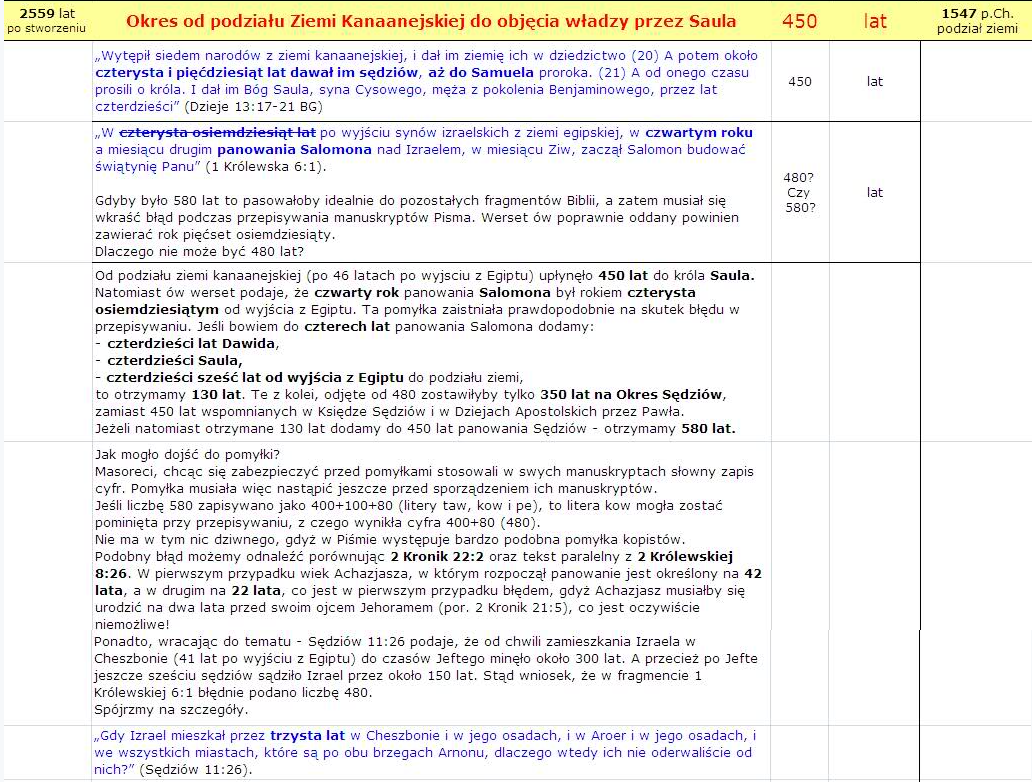 2559 lat
po stworzeniu
Okres od podziału Ziemi Kanaanejskiej do objęcia władzy przez Saula
450
lat
1547 p.Ch.
podział ziemi
„Wytępił siedem narodów z ziemi kanaanejskiej, i dał im ziemię ich w dziedzictwo (20) A potem około
czterysta i pięćdziesiąt lat dawał im sędziów, aż do Samuela proroka. (21) A od onego czasu
prosili o króla. I dał im Bóg Saula, syna Cysowego, męża z pokolenia Benjaminowego, przez lat
czterdzieści” (Dzieje 13:17-21 BG)
450
lat
„W czterysta osiemdziesiąt lat po wyjściu synów izraelskich z ziemi egipskiej, w czwartym roku
a miesiącu drugim panowania Salomona nad Izraelem, w miesiącu Ziw, zaczął Salomon budować
świątynię Panu” (1 Królewska 6:1).
Gdyby było 580 lat to pasowałoby idealnie do pozostałych fragmentów Biblii, a zatem musiał się
wkraść błąd podczas przepisywania manuskryptów Pisma. Werset ów poprawnie oddany powinien
zawierać rok pięćset osiemdziesiąty.
Dlaczego nie może być 480 lat?
480?
Czy
580?
lat
Od podziału ziemi kanaanejskiej (po 46 latach po wyjsciu z Egiptu) upłynęło 450 lat do króla Saula.
Natomiast ów werset podaje, że czwarty rok panowania Salomona był rokiem czterysta
osiemdziesiątym od wyjścia z Egiptu. Ta pomyłka zaistniała prawdopodobnie na skutek błędu w
przepisywaniu. Jeśli bowiem do czterech lat panowania Salomona dodamy:
- czterdzieści lat Dawida,
- czterdzieści Saula,
- czterdzieści sześć lat od wyjścia z Egiptu do podziału ziemi,
to otrzymamy 130 lat. Te z kolei, odjęte od 480 zostawiłyby tylko 350 lat na Okres Sędziów,
zamiast 450 lat wspomnianych w Księdze Sędziów i w Dziejach Apostolskich przez Pawła.
Jeżeli natomiast otrzymane 130 lat dodamy do 450 lat panowania Sędziów - otrzymamy 580 lat.
Jak mogło dojść do pomyłki?
Masoreci, chcąc się zabezpieczyć przed pomyłkami stosowali w swych manuskryptach słowny zapis
cyfr. Pomyłka musiała więc nastąpić jeszcze przed sporządzeniem ich manuskryptów.
Jeśli liczbę 580 zapisywano jako 400+100+80 (litery taw, kow i pe), to litera kow mogła zostać
pominięta przy przepisywaniu, z czego wynikła cyfra 400+80 (480).
Nie ma w tym nic dziwnego, gdyż w Piśmie występuje bardzo podobna pomyłka kopistów.
Podobny błąd możemy odnaleźć porównując 2 Kronik 22:2 oraz tekst paralelny z 2 Królewskiej
8:26. W pierwszym przypadku wiek Achazjasza, w którym rozpoczął panowanie jest określony na 42
lata, a w drugim na 22 lata, co jest w pierwszym przypadku błędem, gdyż Achazjasz musiałby się
urodzić na dwa lata przed swoim ojcem Jehoramem (por. 2 Kronik 21:5), co jest oczywiście
niemożliwe!
Ponadto, wracając do tematu - Sędziów 11:26 podaje, że od chwili zamieszkania Izraela w
Cheszbonie (41 lat po wyjściu z Egiptu) do czasów Jeftego minęło około 300 lat. A przecież po Jefte
jeszcze sześciu sędziów sądziło Izrael przez około 150 lat. Stąd wniosek, że w fragmencie 1
Królewskiej 6:1 błędnie podano liczbę 480.
Spójrzmy na szczegóły.
„Gdy Izrael mieszkał przez trzysta lat w Cheszbonie i w jego osadach, i w Aroer i w jego osadach, i
we wszystkich miastach, które są po obu brzegach Arnonu, dlaczego wtedy ich nie oderwaliście od
nich?” (Sędziów 11:26).